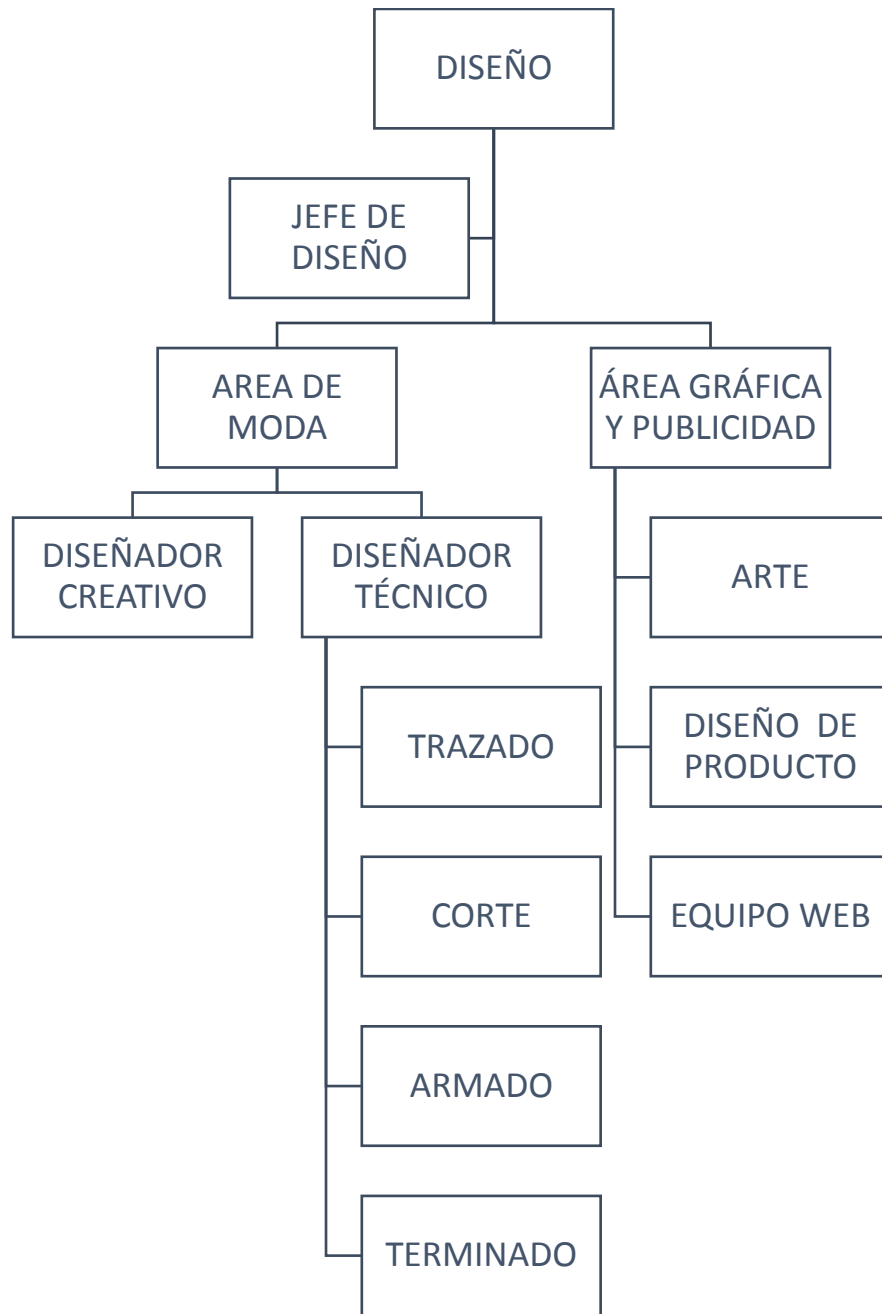 DISEÑO
JEFE DE
DISEÑO
AREA DE
MODA
ÁREA GRÁFICA
Y PUBLICIDAD
DISEÑADOR
CREATIVO
DISEÑADOR
TÉCNICO
ARTE
TRAZADO
DISEÑO DE
PRODUCTO
CORTE
EQUIPO WEB
ARMADO
TERMINADO